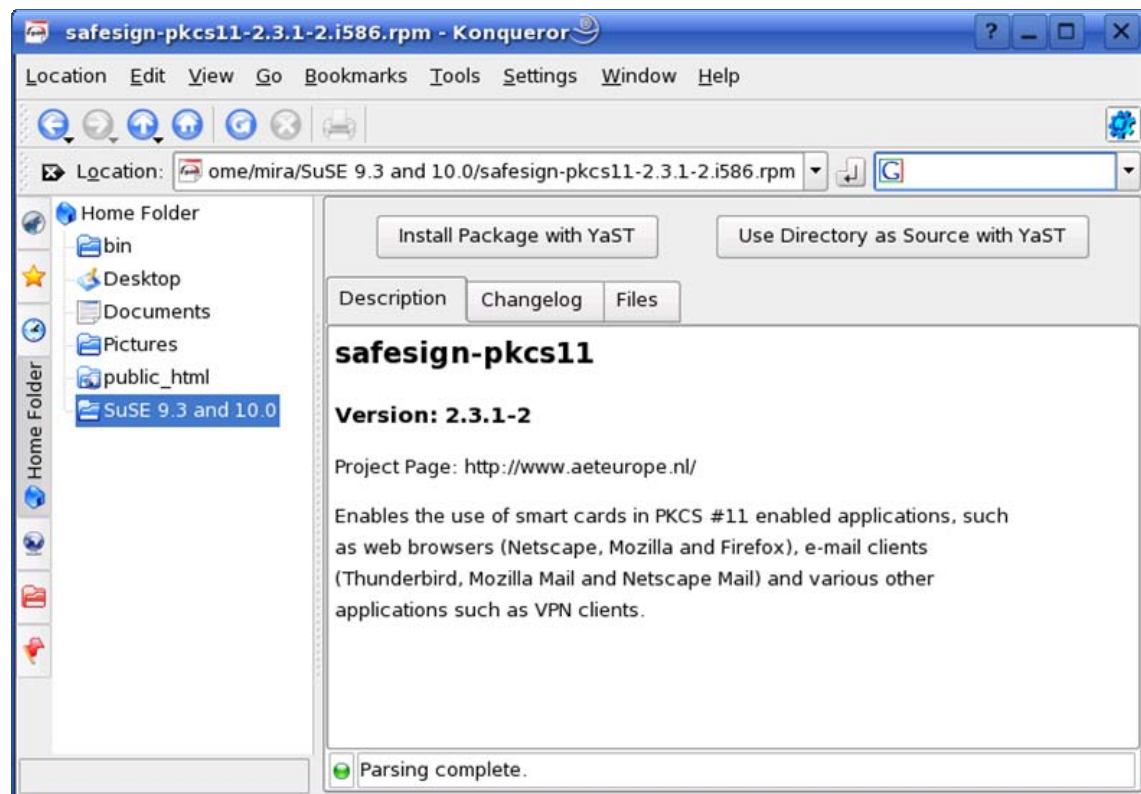 safesign-pkcs11-2.3.1-2.i586.rpm - Konqueror
Location Edit View Go Bookmarks Tools Settings Window Help
Location: ome/mira/SuSE 9.3 and 10.0/safesign-pkcs11-2.3.1-2.i586.rpm
Home Folder
Home Folder
bin
Desktop
Documents
Pictures
public_html
SuSE 9.3 and 10.0
Install Package with YaST Use Directory as Source with YaST
Description Changelog Files
safesign-pkcs11
Version: 2.3.1-2
Project Page: http://www.aeteurope.nl/
Enables the use of smart cards in PKCS #11 enabled applications, such
as web browsers (Netscape, Mozilla and Firefox), e-mail clients
(Thunderbird, Mozilla Mail and Netscape Mail) and various other
applications such as VPN clients.
Parsing complete.